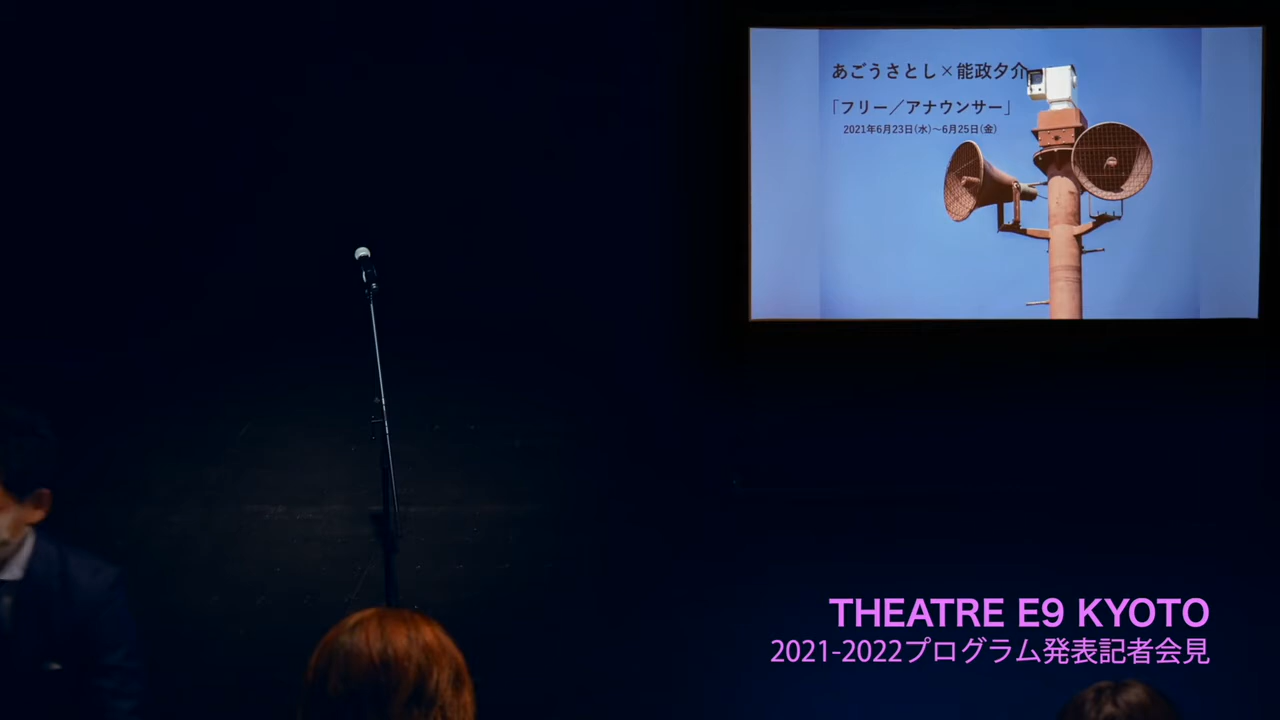 あごうさとし×能政夕介
「フリー／アナウンサー」
2021年6月23日(水)～6月25日(金)
THEATRE E9 KYOTO
2021-2022プログラム発表記者会見